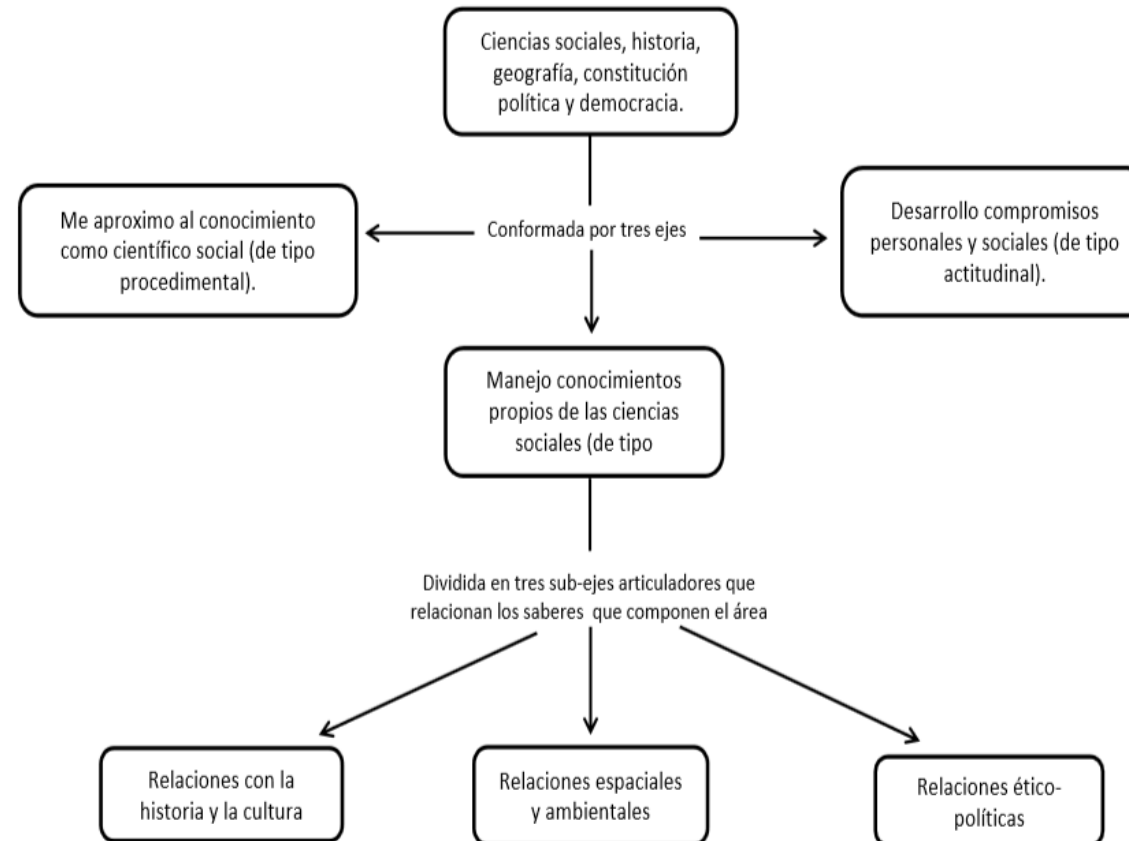 Ciencias sociales, historia,
geografía, constitución
política y democracia.
Me aproximo al conocimiento
como científico social (de tipo
procedimental).
Conformada por tres ejes
Desarrollo compromisos
personales y sociales (de tipo
actitudinal).
Manejo conocimientos
propios de las ciencias
sociales (de tipo
Dividida en tres sub-ejes articuladores que
relacionan los saberes que componen el área
Relaciones con la
historia y la cultura
Relaciones espaciales
y ambientales
Relaciones ético-
políticas